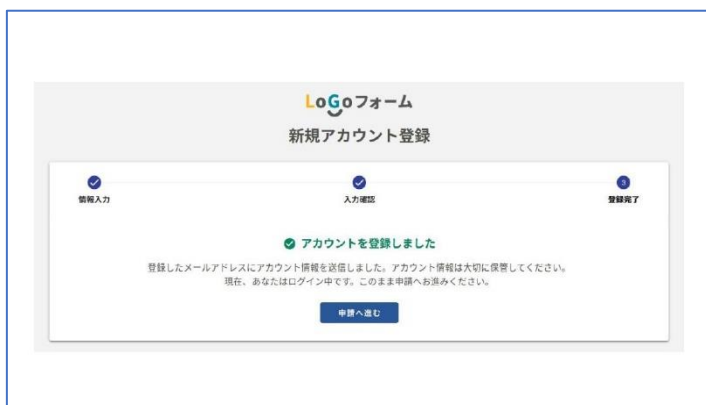 LoGoフォーム
新規アカウント登録
情報入力
入力確認
3
登録完了
アカウントを登録しました
登録したメールアドレスにアカウント情報を送信しました。アカウント情報は大切に保管してください。
現在、あなたはログイン中です。このまま申請へお進みください。
申請へ進む